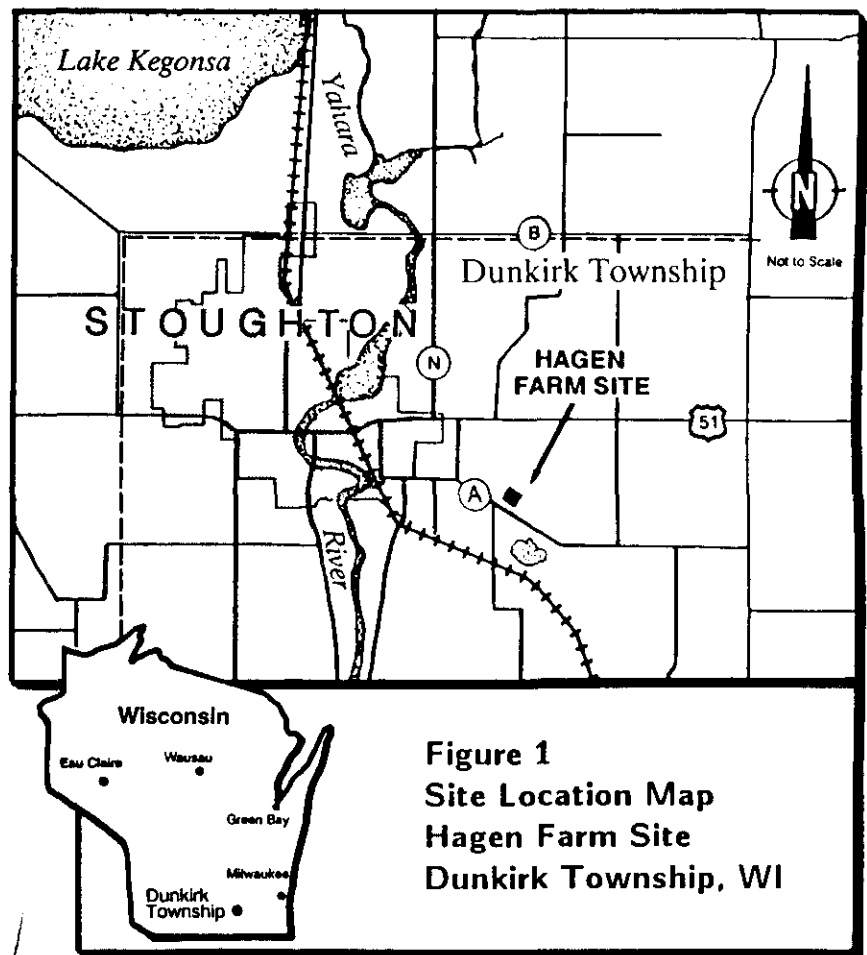 Lake Kegonsa
Yahara
N
Not to Scale
B
Dunkirk Township
STOUGHTON
N
HAGEN
FARM SITE
51
A
River
Wisconsin
Eau Claire
Wausau
Green Bay
Milwaukee
Dunkirk
Township
Figure 1
Site Location Map
Hagen Farm Site
Dunkirk Township, WI